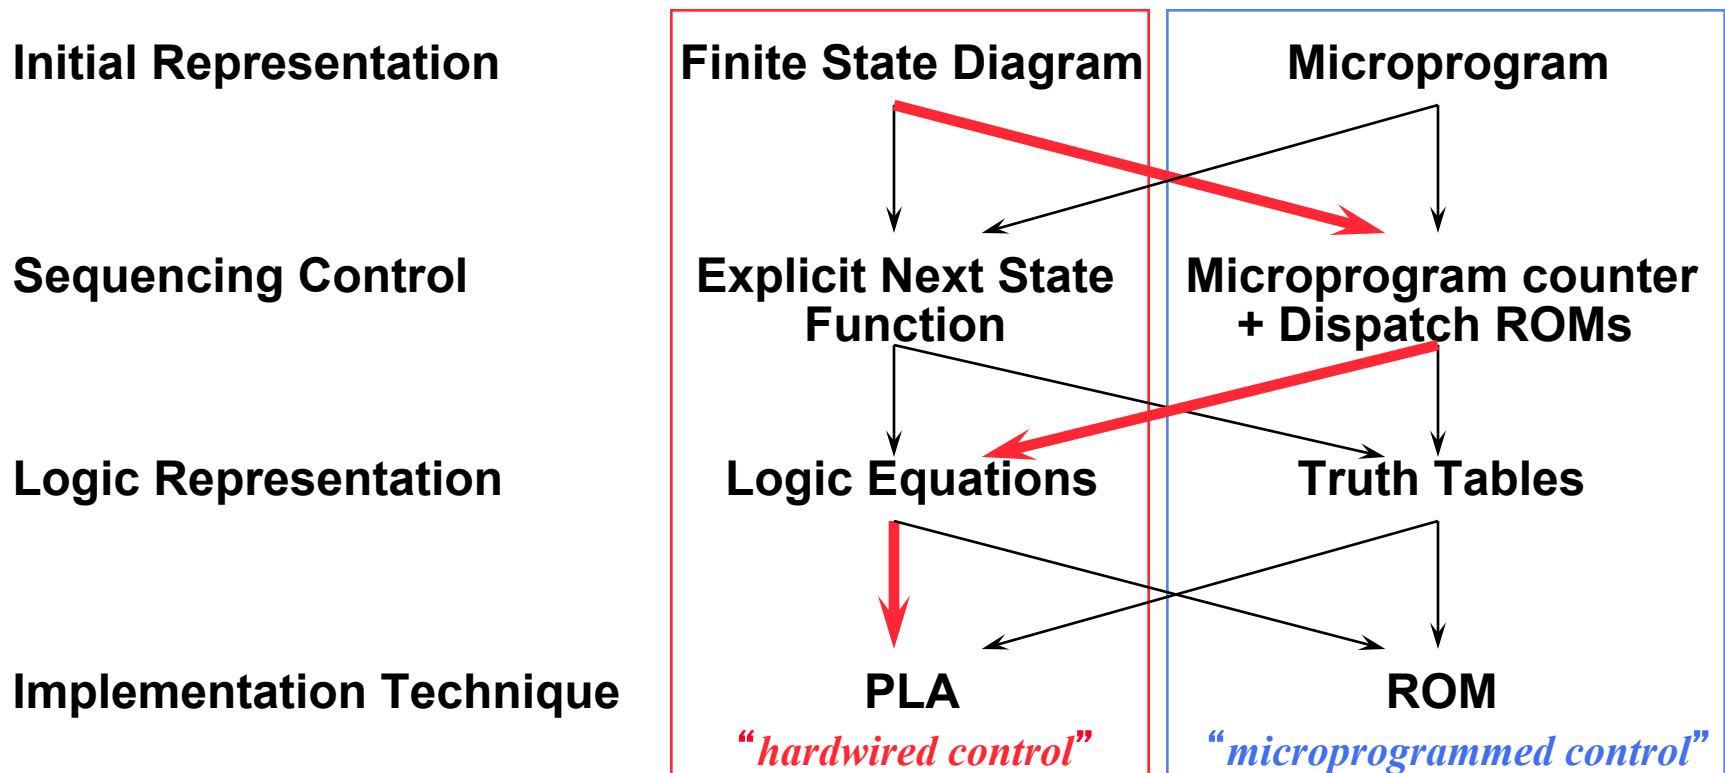 Initial Representation
Finite State Diagram
Microprogram
Sequencing Control
Explicit Next State
Function
Microprogram counter
+ Dispatch ROMs
Logic Representation
Logic Equations
Truth Tables
Implementation Technique
PLA
ROM
“hardwired control”
“microprogrammed control”